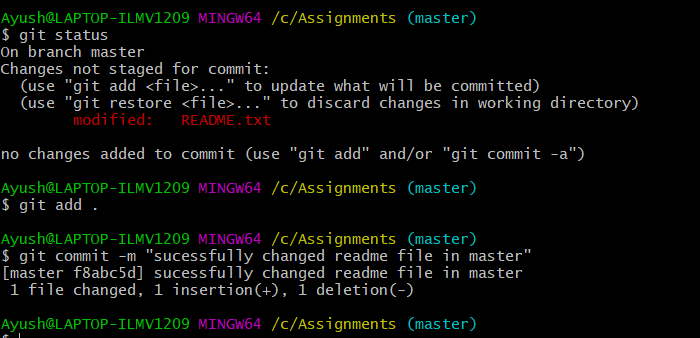 Ayush@LAPTOP-ILMV1209 MINGW64 /c/Assignments (master)
$ git status
On branch master
Changes not staged for commit:
  (use "git add <file>..." to update what will be committed)
  (use "git restore <file>..." to discard changes in working directory)
        modified:   README.txt

no changes added to commit (use "git add" and/or "git commit -a")

Ayush@LAPTOP-ILMV1209 MINGW64 /c/Assignments (master)
$ git add .

Ayush@LAPTOP-ILMV1209 MINGW64 /c/Assignments (master)
$ git commit -m "sucessfully changed readme file in master"
[master f8abc5d] sucessfully changed readme file in master
 1 file changed, 1 insertion(+), 1 deletion(-)

Ayush@LAPTOP-ILMV1209 MINGW64 /c/Assignments (master)
$